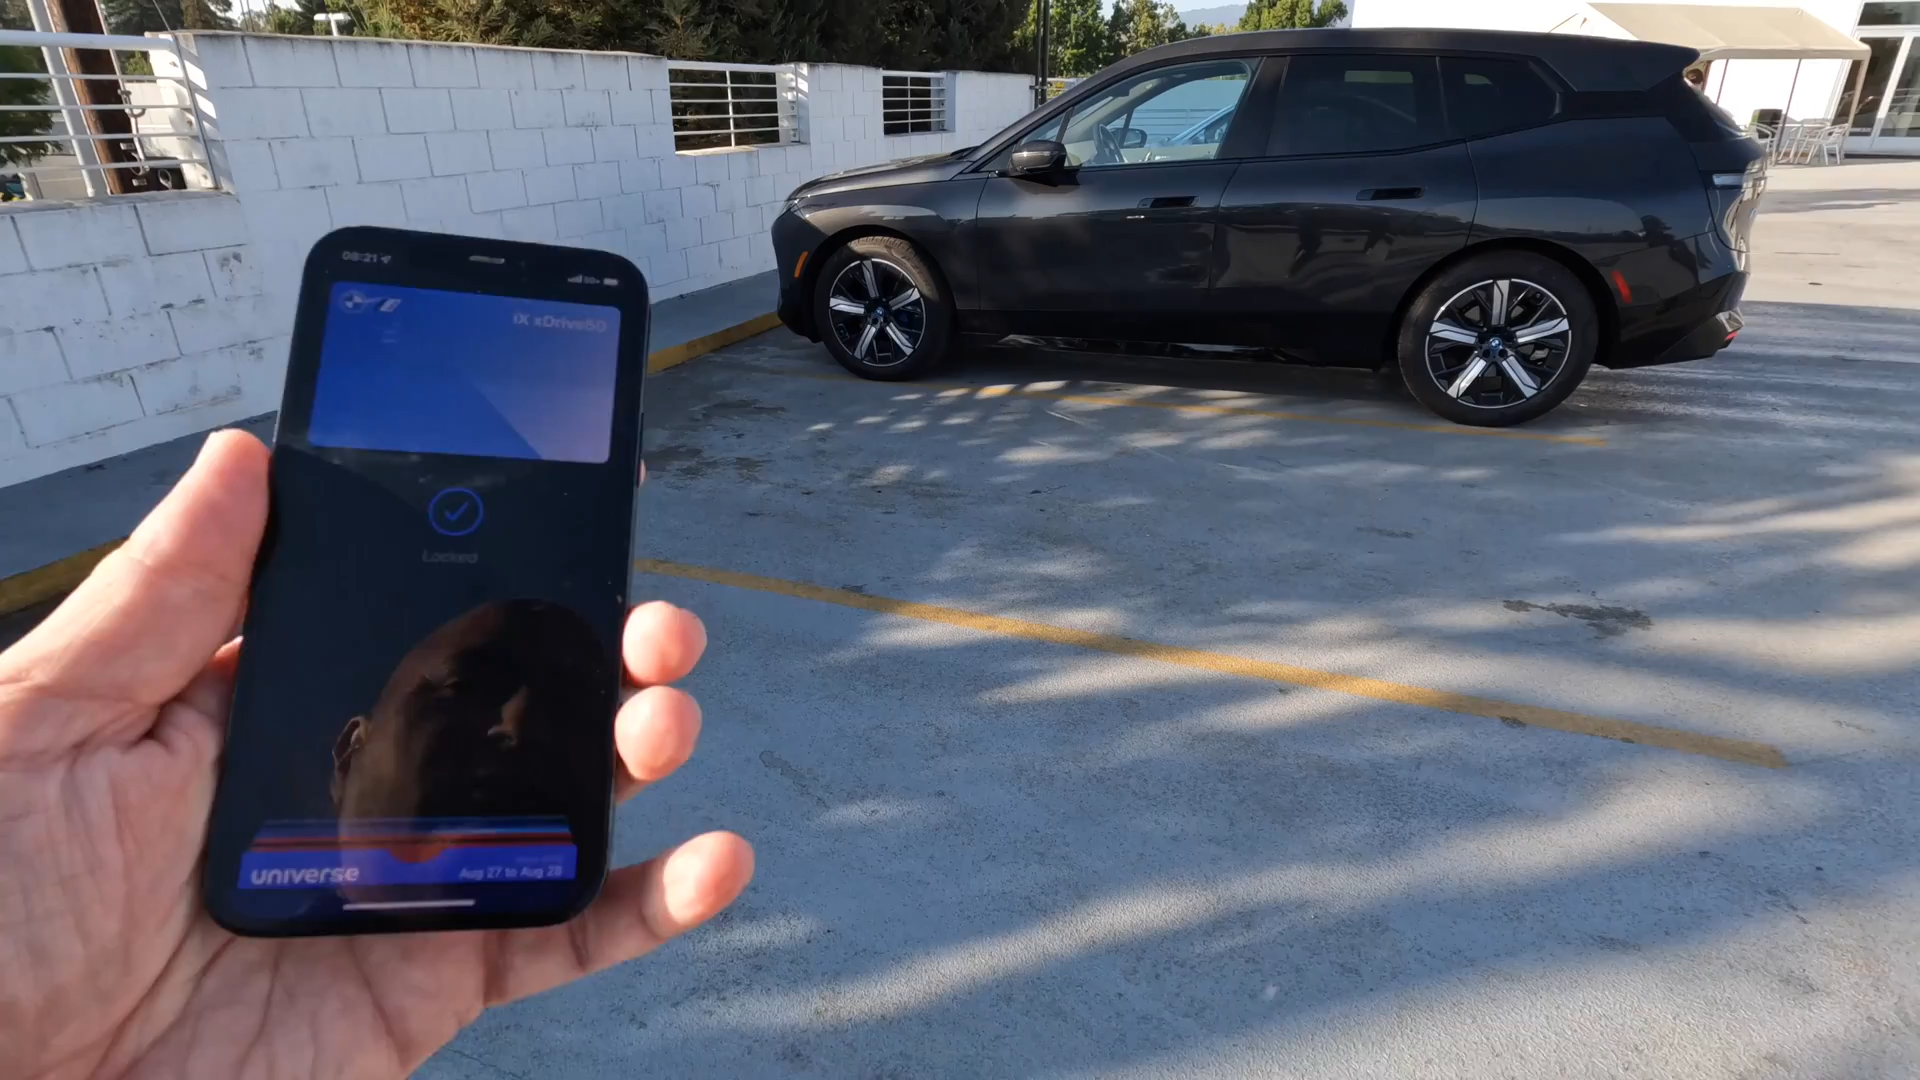 08:21
iX xDrive50
Locked
universe
Aug 27 to Aug 28